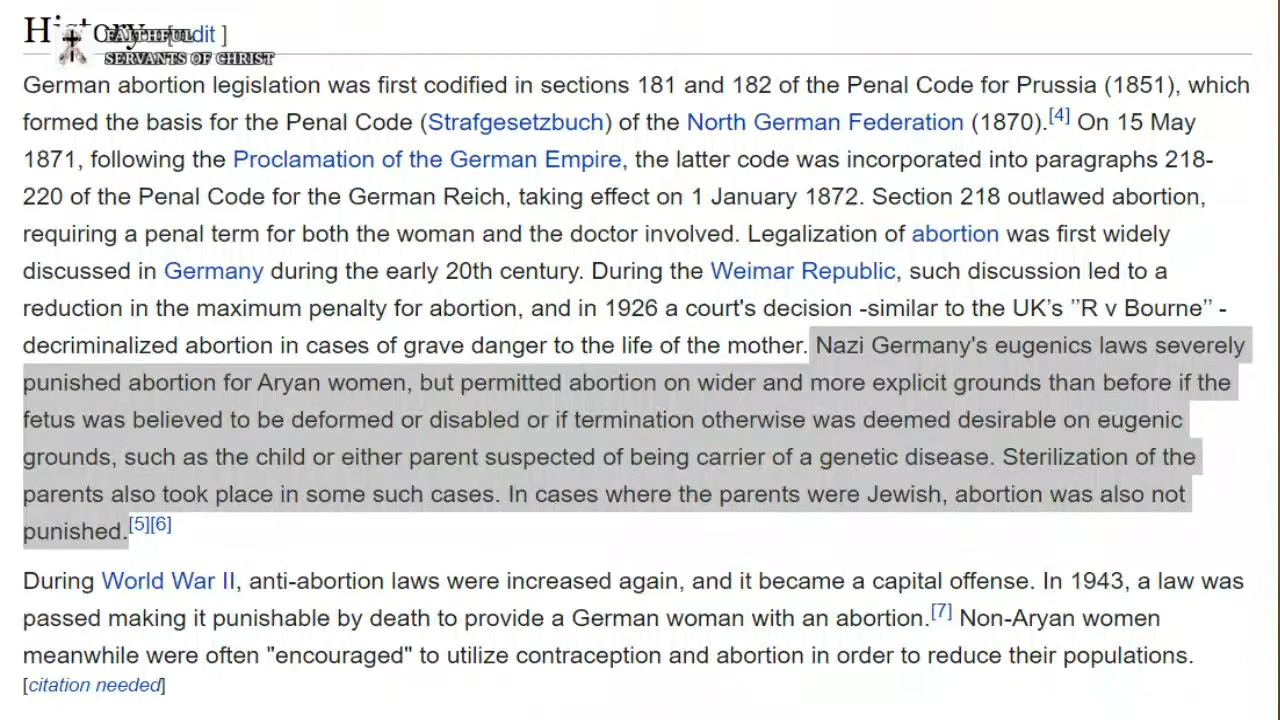 History [edit]
FAITHFUL
SERVANTS OF CHRIST
German abortion legislation was first codified in sections 181 and 182 of the Penal Code for Prussia (1851), which
formed the basis for the Penal Code (Strafgesetzbuch) of the North German Federation (1870).[4] On 15 May
1871, following the Proclamation of the German Empire, the latter code was incorporated into paragraphs 218-
220 of the Penal Code for the German Reich, taking effect on 1 January 1872. Section 218 outlawed abortion,
requiring a penal term for both the woman and the doctor involved. Legalization of abortion was first widely
discussed in Germany during the early 20th century. During the Weimar Republic, such discussion led to a
reduction in the maximum penalty for abortion, and in 1926 a court's decision -similar to the UK’s ’’R v Bourne’’ -
decriminalized abortion in cases of grave danger to the life of the mother. Nazi Germany's eugenics laws severely
punished abortion for Aryan women, but permitted abortion on wider and more explicit grounds than before if the
fetus was believed to be deformed or disabled or if termination otherwise was deemed desirable on eugenic
grounds, such as the child or either parent suspected of being carrier of a genetic disease. Sterilization of the
parents also took place in some such cases. In cases where the parents were Jewish, abortion was also not
punished.[5][6]
During World War II, anti-abortion laws were increased again, and it became a capital offense. In 1943, a law was
passed making it punishable by death to provide a German woman with an abortion.[7] Non-Aryan women
meanwhile were often "encouraged" to utilize contraception and abortion in order to reduce their populations.
[citation needed]